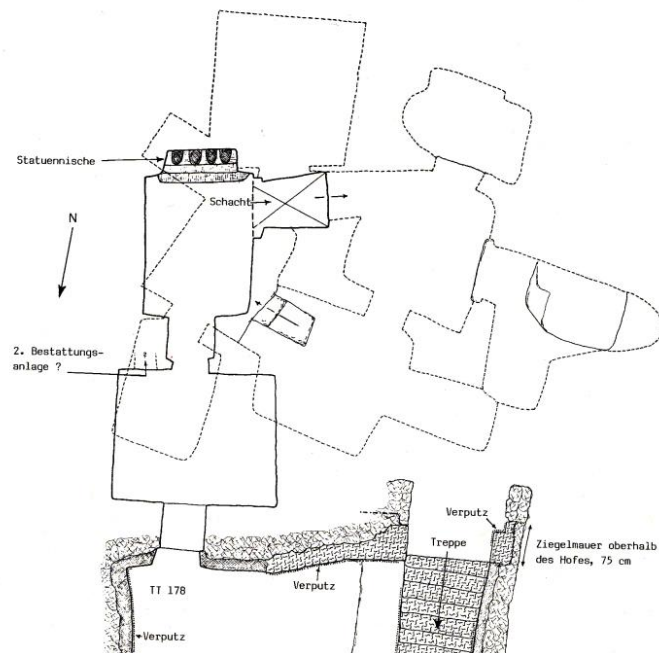 Statuennische
Schacht
N
2. Bestattungs-
anlage ?
Verputz
Treppe
Ziegelmauer oberhalb
des Hofes, 75 cm
Verputz
TT 178
Verputz